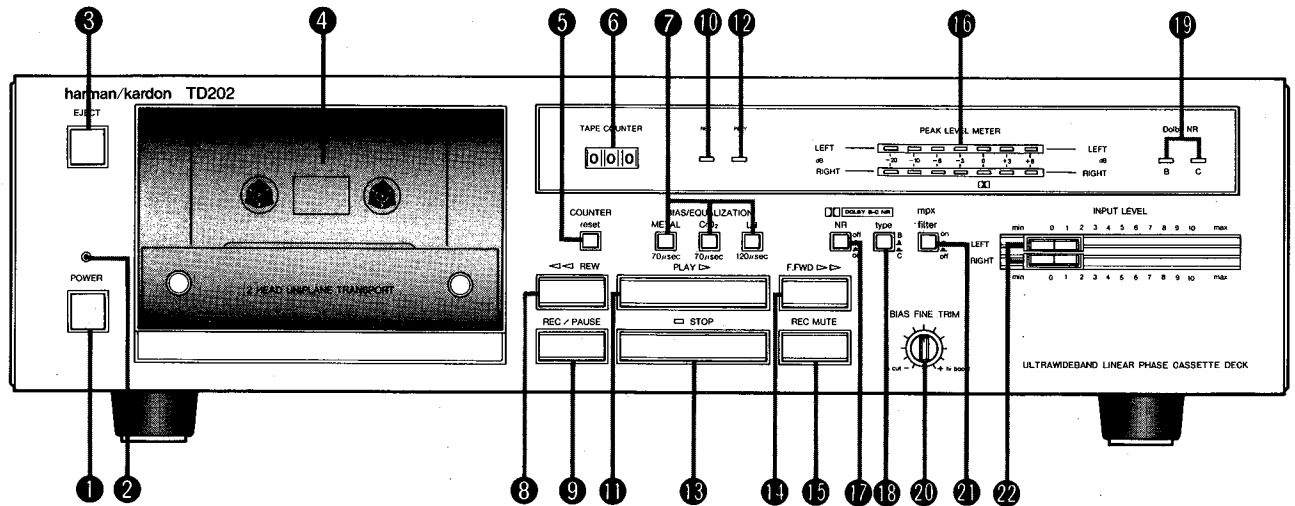 3 4 5 6 7 10 12 16 19
harman/kardon TD202
EJECT
TAPE COUNTER
0 0 0
PEAK LEVEL METER
LEFT LEFT
dB -20 -10 -6 -3 0 +3 +8 dB
RIGHT RIGHT
Dolby NR
B C
COUNTER
reset
BIAS/EQUALIZATION
METAL CrO₂
70μsec 70μsec 120μsec
DOLBY B-C NR
NR
off
type
B
C
mpx
filter
on
off
INPUT LEVEL
min 0 1 2 3 4 5 6 7 8 9 10 max
LEFT
RIGHT
min 0 1 2 3 4 5 6 7 8 9 10 max
POWER
2 HEAD UNIPLANE TRANSPORT
REW PLAY F.FWD
REC/PAUSE STOP REC MUTE
BIAS FINE TRIM
cut - + hi boost
ULTRAWIDEBAND LINEAR PHASE CASSETTE DECK
1 2 8 9 11 13 14 15 17 18 20 21 22